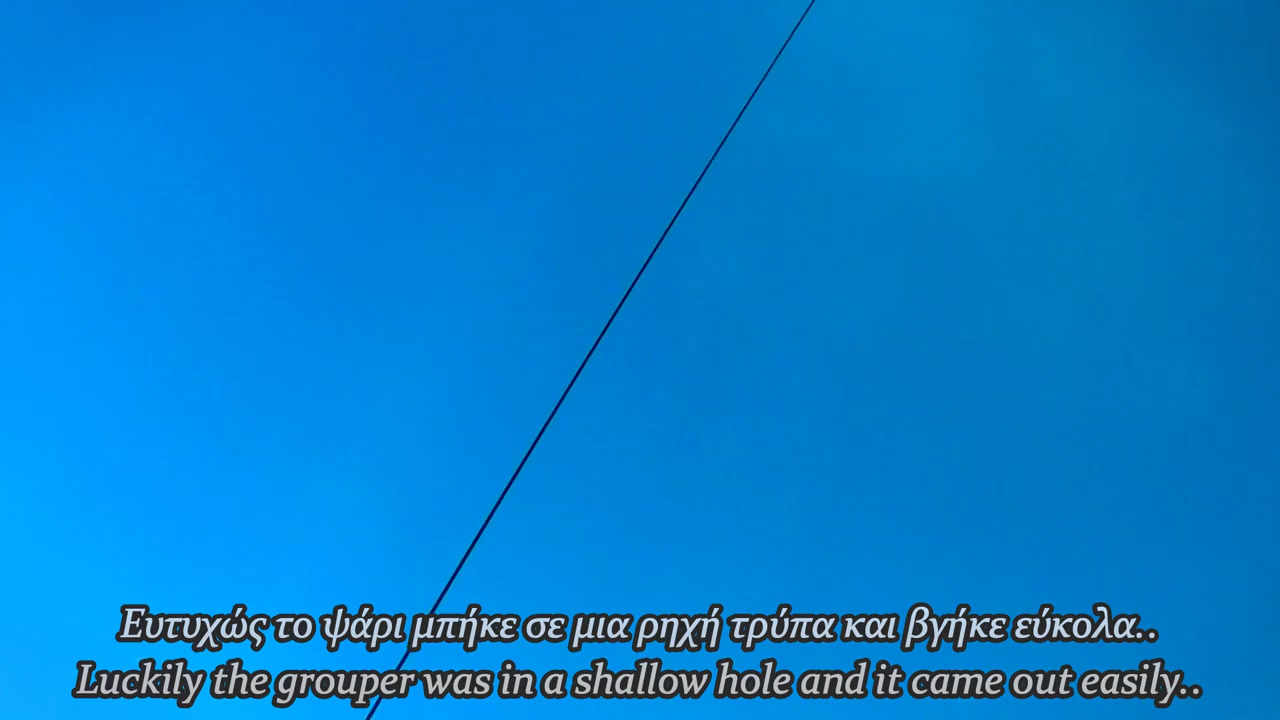 Ευτυχώς το ψάρι μπήκε σε μια ρηχή τρύπα και βγήκε εύκολα..
Luckily the grouper was in a shallow hole and it came out easily..